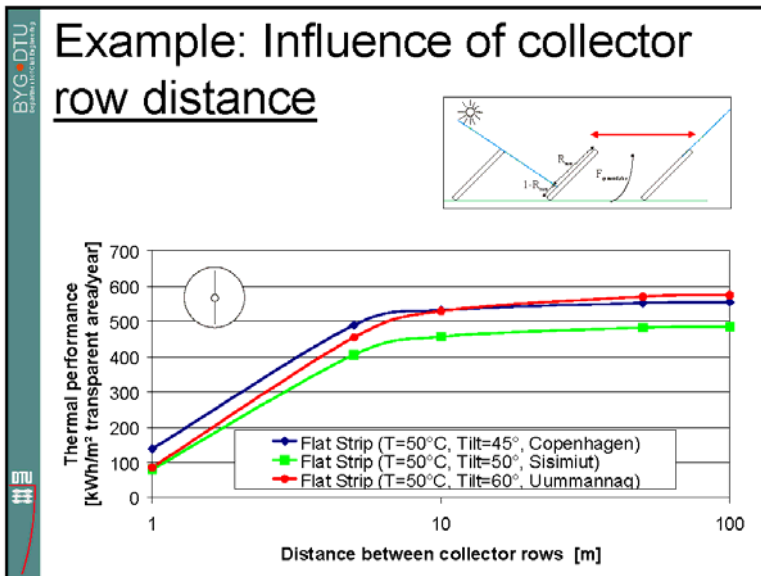 BYG•DTU
Example: Influence of collector
row distance
R
1-R
F
Thermal performance
[kWh/m² transparent area/year]
700
600
500
400
300
200
100
0
Flat Strip (T=50°C, Tilt=45°, Copenhagen)
Flat Strip (T=50°C, Tilt=50°, Sisimiut)
Flat Strip (T=50°C, Tilt=60°, Uummannaq)
1
10
100
Distance between collector rows [m]
DTU